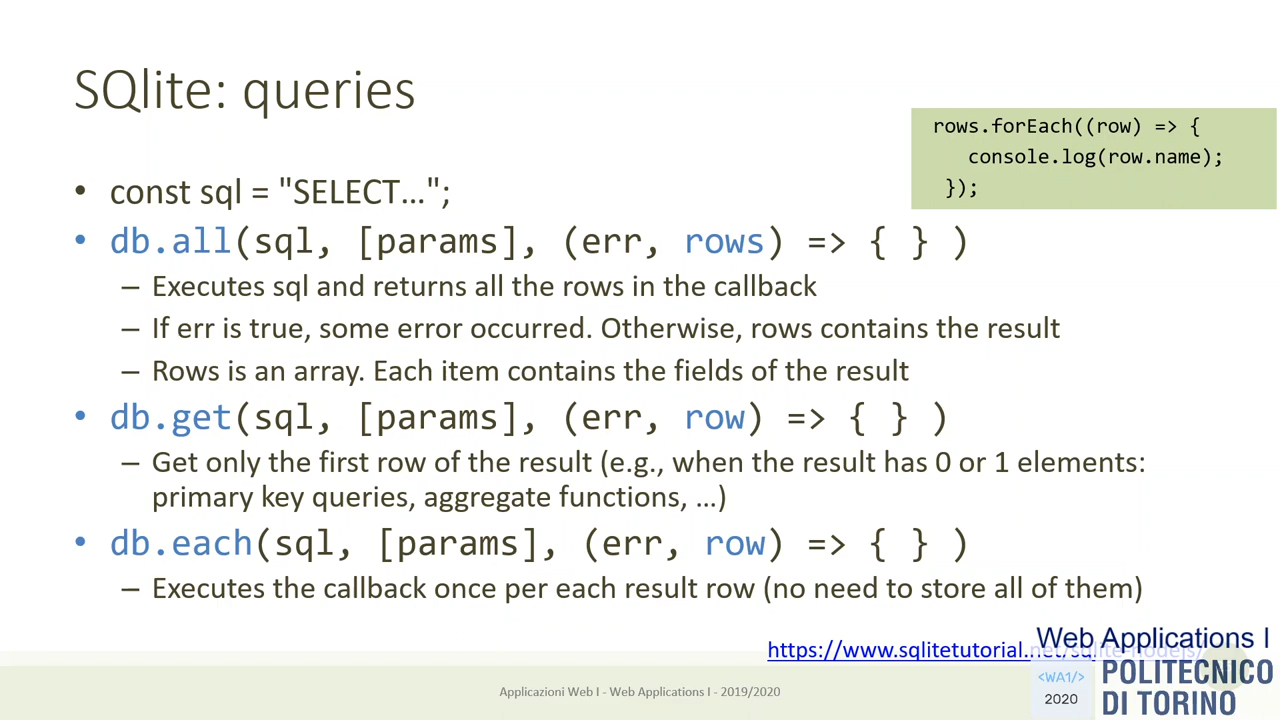 SQlite: queries
rows.forEach((row) => {
console.log(row.name);
});
• const sql = "SELECT…";
• db.all(sql, [params], (err, rows) => { } )
– Executes sql and returns all the rows in the callback
– If err is true, some error occurred. Otherwise, rows contains the result
– Rows is an array. Each item contains the fields of the result
• db.get(sql, [params], (err, row) => { } )
– Get only the first row of the result (e.g., when the result has 0 or 1 elements:
primary key queries, aggregate functions, …)
• db.each(sql, [params], (err, row) => { } )
– Executes the callback once per each result row (no need to store all of them)
https://www.sqlitetutorial.net/sqlite-nodejs/
Web Applications I
Applicazioni Web I - Web Applications I - 2019/2020
<WA1/>
2020
POLITECNICO
DI TORINO